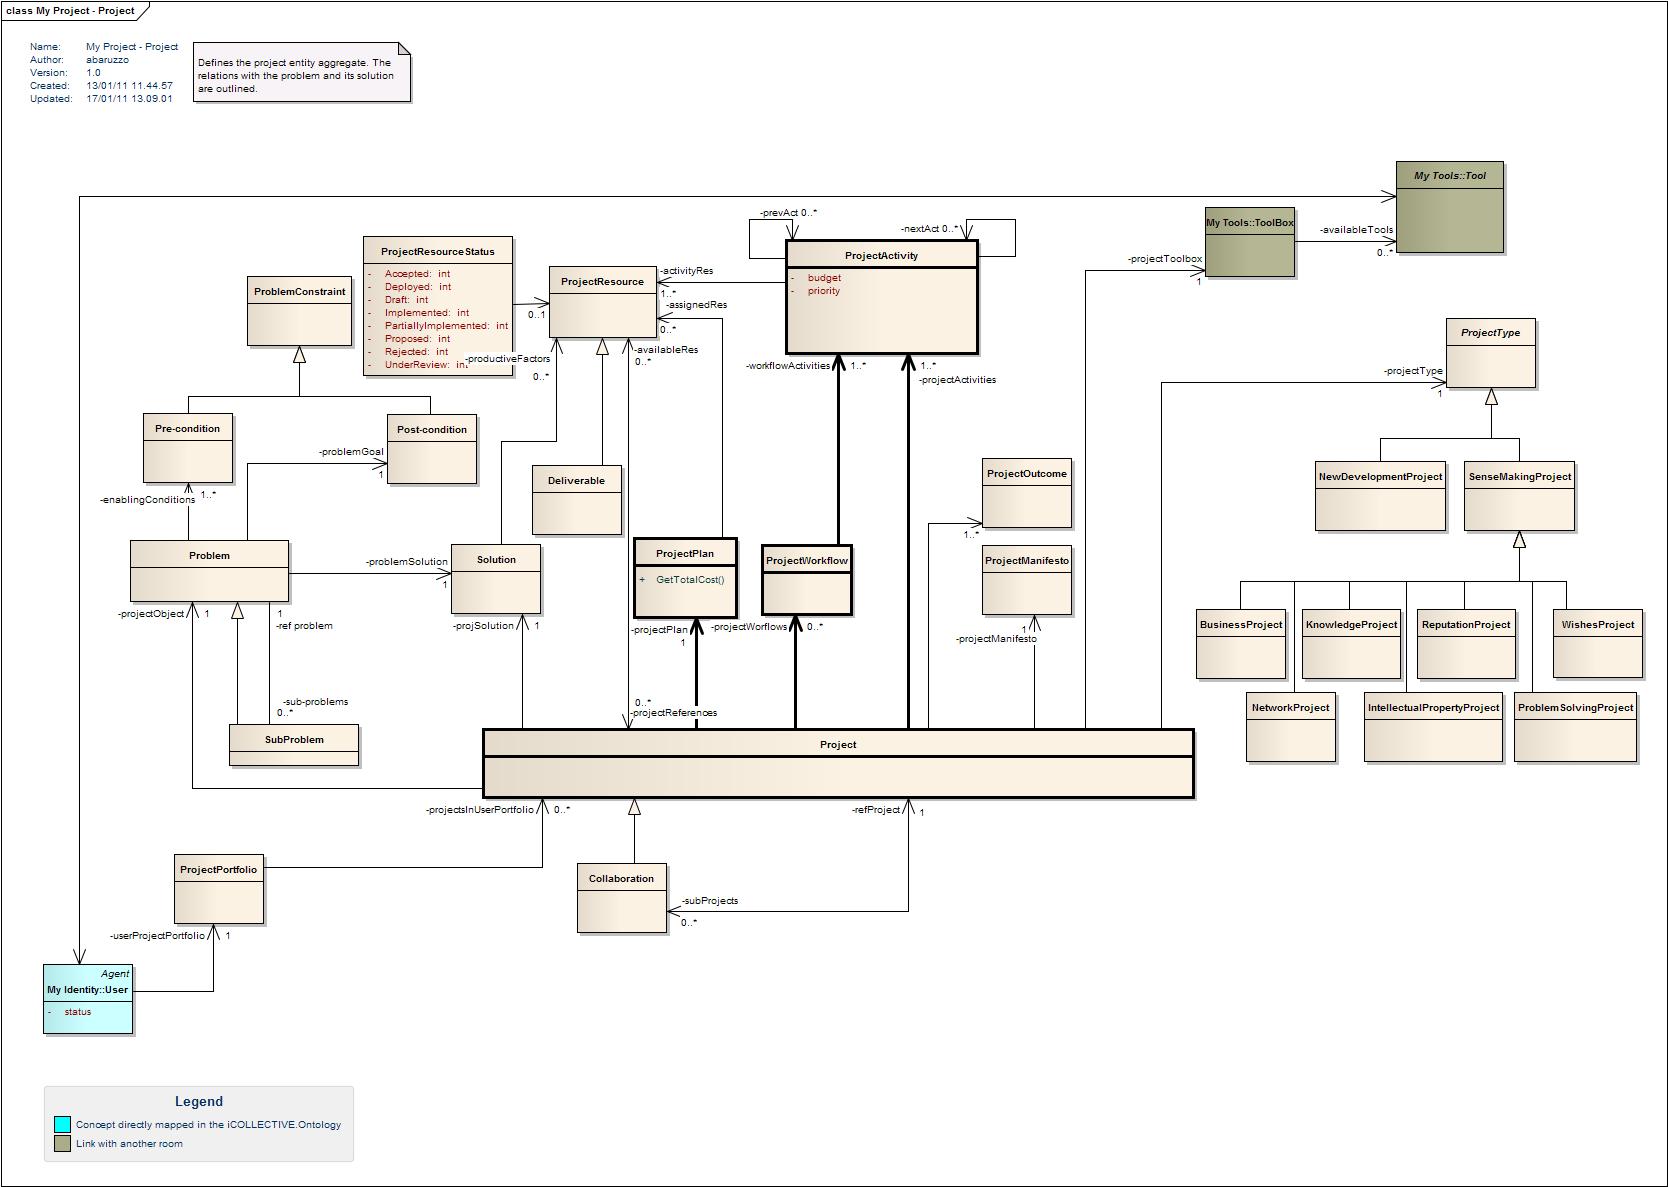 class My Project - Project
Name: My Project - Project
Author: abaruzzo
Version: 1.0
Created: 13/01/11 11.44.57
Updated: 17/01/11 13.09.01
Defines the project entity aggregate. The
relations with the problem and its solution
are outlined.
My Tools::Tool
My Tools::ToolBox
-availableTools
0..*
-projectToolbox
1
-prevAct 0..*
-nextAct 0..*
ProjectActivity
- budget
- priority
ProjectResourceStatus
- Accepted: int
- Deployed: int
- Draft: int
- Implemented: int
- PartiallyImplemented: int
- Proposed: int
- Rejected: int
- UnderReview: int
0..1
ProjectResource
-activityRes
1..*
-assignedRes
0..*
-availableRes
0..*
-productiveFactors
0..*
ProblemConstraint
-workflowActivities
1..*
1..*
-projectActivities
ProjectType
-projectType
1
Pre-condition
Post-condition
-problemGoal
1
-enablingConditions
1..*
Deliverable
ProjectOutcome
1..*
NewDevelopmentProject
SenseMakingProject
Problem
-problemSolution
1
Solution
ProjectPlan
+ GetTotalCost()
ProjectWorkflow
ProjectManifesto
-projectObject
1
1
-ref problem
-projSolution
1
-projectPlan
1
-projectWorflows
0..*
1
-projectManifesto
BusinessProject
KnowledgeProject
ReputationProject
WishesProject
NetworkProject
IntellectualPropertyProject
ProblemSolvingProject
-sub-problems
0..*
0..*
-projectReferences
SubProblem
Project
-projectsInUserPortfolio
0..*
-refProject
1
ProjectPortfolio
Collaboration
-subProjects
0..*
-userProjectPortfolio
1
Agent
My Identity::User
- status
Legend
Concept directly mapped in the iCOLLECTIVE.Ontology
Link with another room